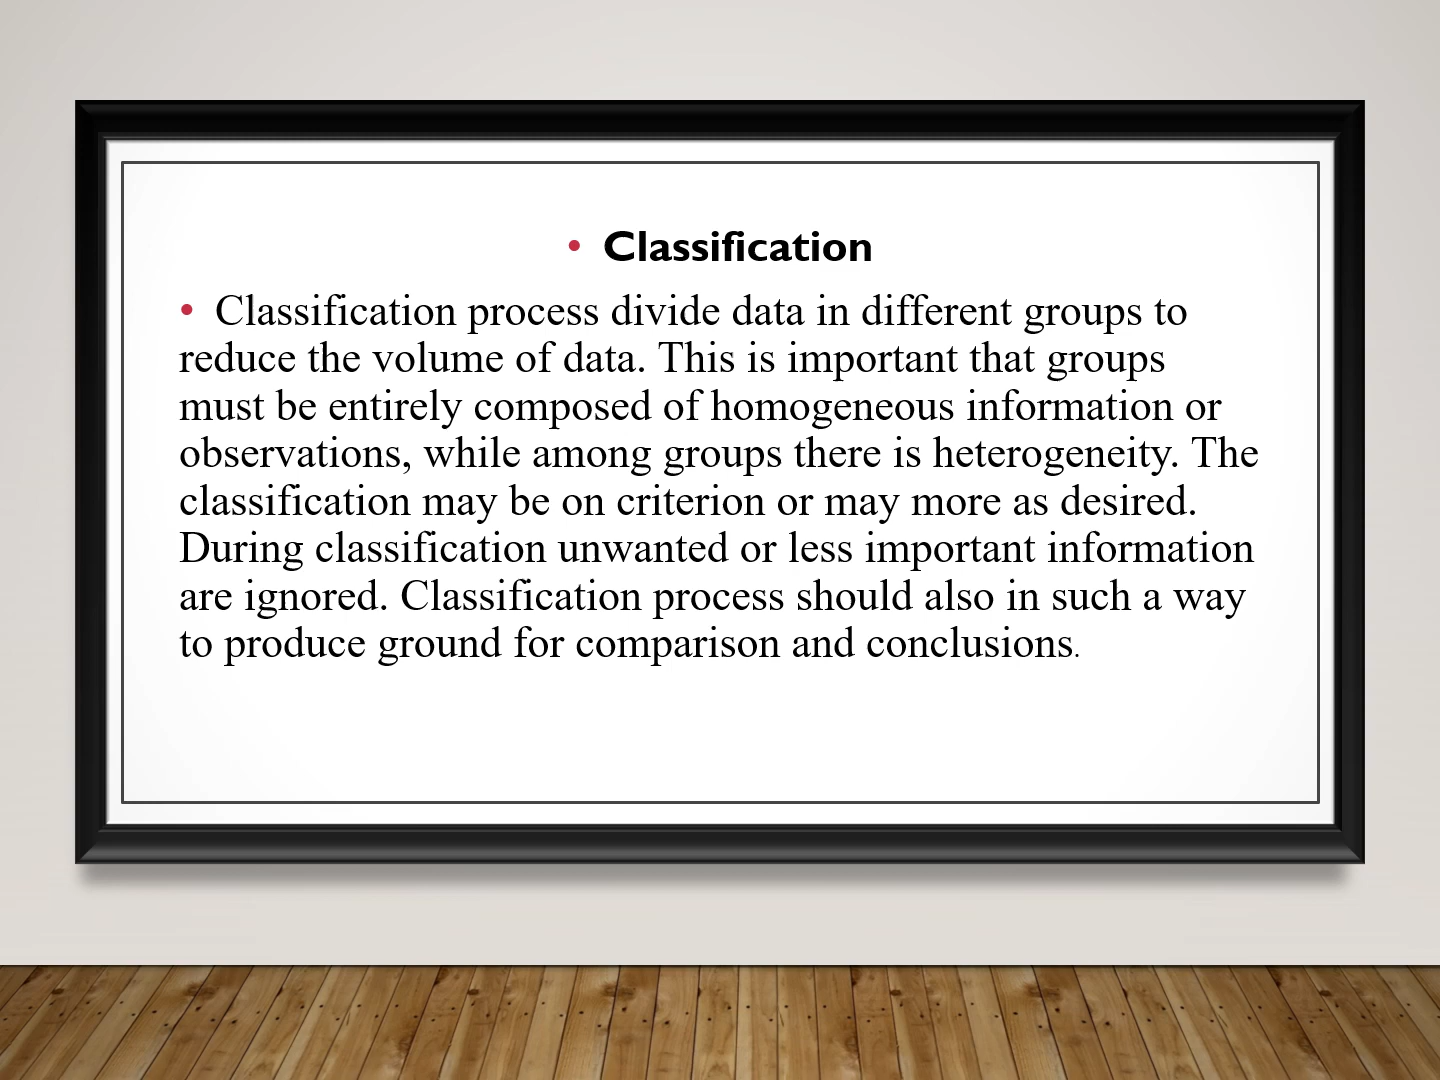 • Classification
• Classification process divide data in different groups to
reduce the volume of data. This is important that groups
must be entirely composed of homogeneous information or
observations, while among groups there is heterogeneity. The
classification may be on criterion or may more as desired.
During classification unwanted or less important information
are ignored. Classification process should also in such a way
to produce ground for comparison and conclusions.